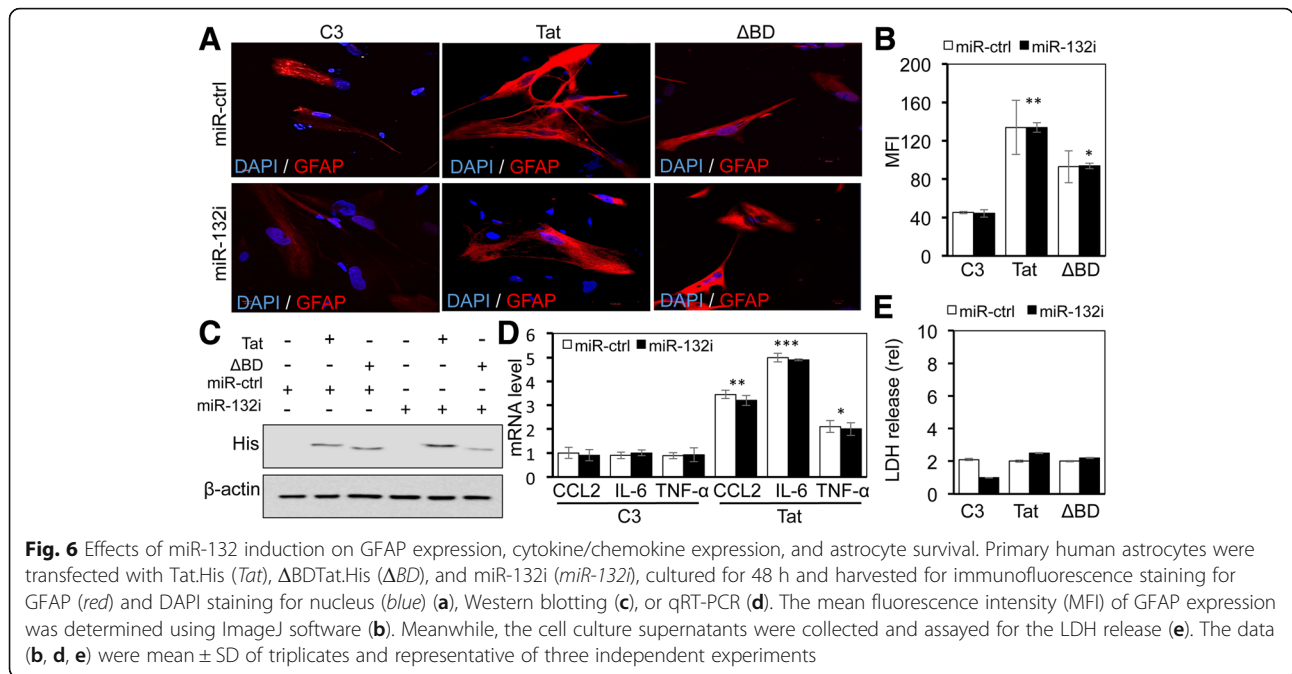 A
C3
Tat
ΔBD
miR-ctrl
DAPI / GFAP
DAPI / GFAP
DAPI / GFAP
miR-132i
DAPI / GFAP
DAPI / GFAP
DAPI / GFAP
B
miR-ctrl miR-132i
MFI
200
160
120
80
40
0
**
*
C3 Tat ΔBD
C
Tat - + - - + -
ΔBD - - + - - +
miR-ctrl + + + - - -
miR-132i - - - + + +
His
β-actin
D
miR-ctrl miR-132i
mRNA level
6
5
4
3
2
1
0
**
***
*
CCL2 IL-6 TNF-α CCL2 IL-6 TNF-α
C3 Tat
E
miR-ctrl miR-132i
LDH release (rel)
10
8
6
4
2
0
C3 Tat ΔBD
Fig. 6 Effects of miR-132 induction on GFAP expression, cytokine/chemokine expression, and astrocyte survival. Primary human astrocytes were
transfected with Tat.His (Tat), ΔBDTat.His (ΔBD), and miR-132i (miR-132i), cultured for 48 h and harvested for immunofluorescence staining for
GFAP (red) and DAPI staining for nucleus (blue) (a), Western blotting (c), or qRT-PCR (d). The mean fluorescence intensity (MFI) of GFAP expression
was determined using ImageJ software (b). Meanwhile, the cell culture supernatants were collected and assayed for the LDH release (e). The data
(b, d, e) were mean ± SD of triplicates and representative of three independent experiments